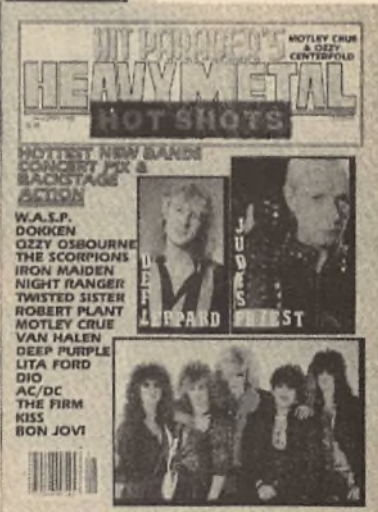 HIT PARADER'S
MOTLEY CRUE
& OZZY
CENTERFOLD
HEAVY METAL
HOT SHOTS
HOTTEST NEW BANDS
CONCERT PIX &
BACKSTAGE
ACTION
W.A.S.P.
DOKKEN
OZZY OSBOURNE
THE SCORPIONS
IRON MAIDEN
NIGHT RANGER
TWISTED SISTER
ROBERT PLANT
MOTLEY CRUE
VAN HALEN
DEEP PURPLE
LITA FORD
DIO
AC/DC
THE FIRM
KISS
BON JOVI
DEF LEPPARD
JUDAS PRIEST